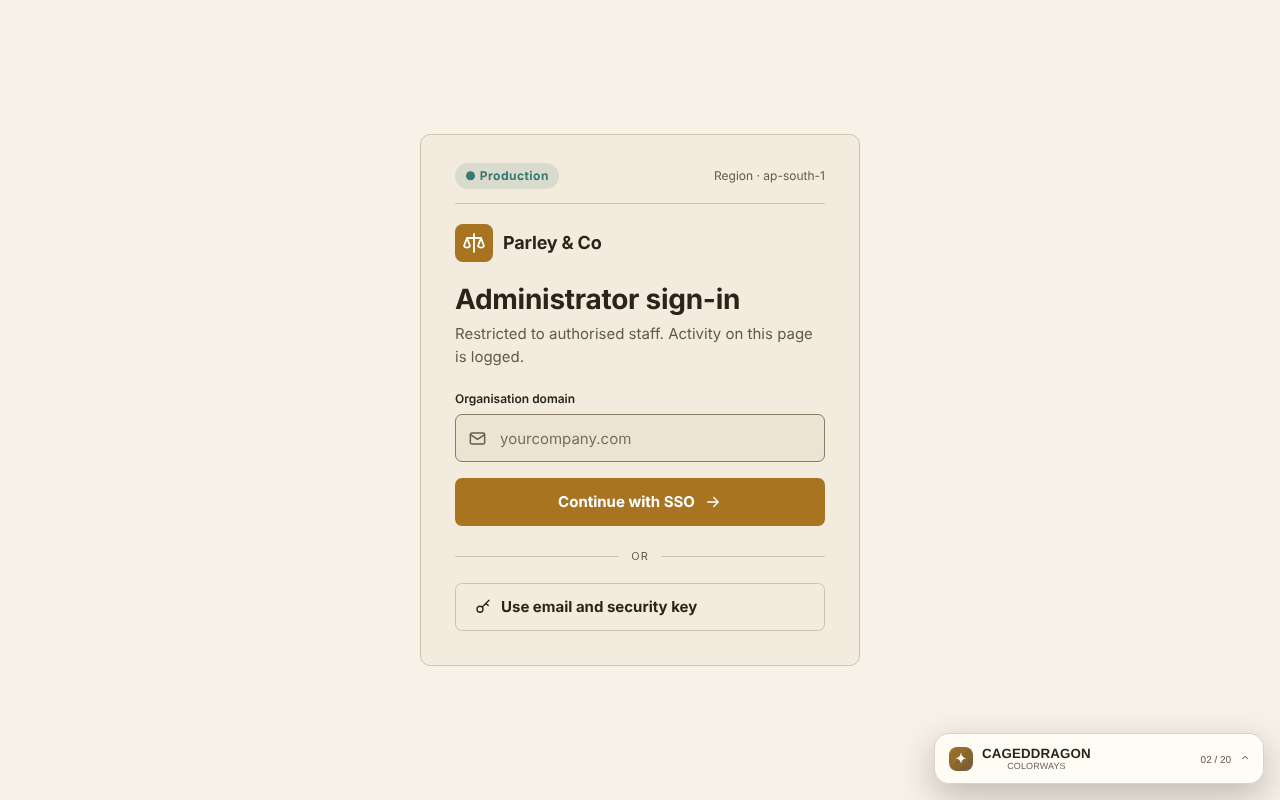 Production
Region · ap-south-1
Parley & Co
Administrator sign-in
Restricted to authorised staff. Activity on this page
is logged.
Organisation domain
yourcompany.com
Continue with SSO
OR
Use email and security key
CAGEDDRAGON
COLORWAYS
02 / 20